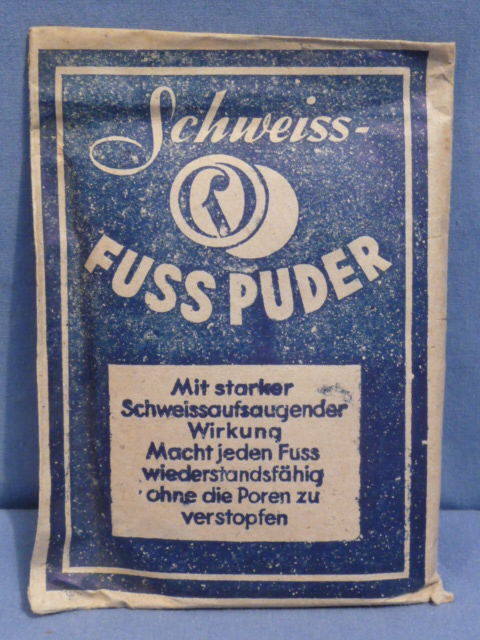 Schweiss-
FUSS PUDER
Mit starker
Schweissaufsaugender
Wirkung
Macht jeden Fuss
wiederstandsfähig
ohne die Poren zu
verstopfen